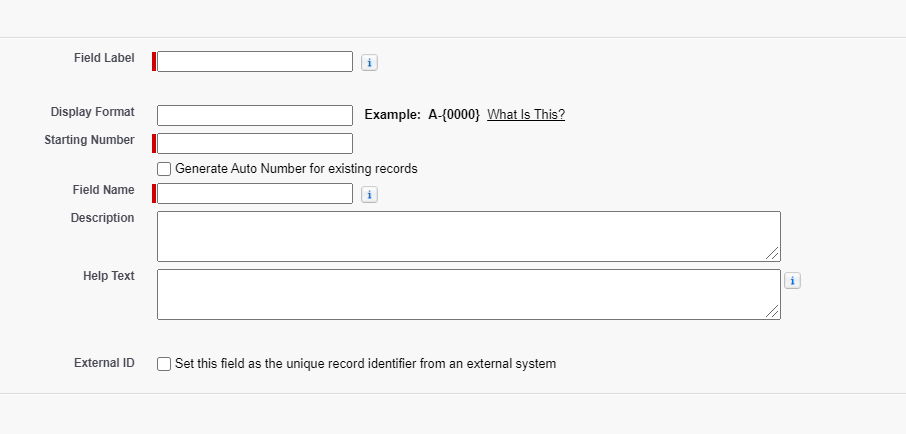 Field Label
i
Display Format
Example: A-{0000} What Is This?
Starting Number
Generate Auto Number for existing records
Field Name
i
Description
Help Text
i
External ID
Set this field as the unique record identifier from an external system